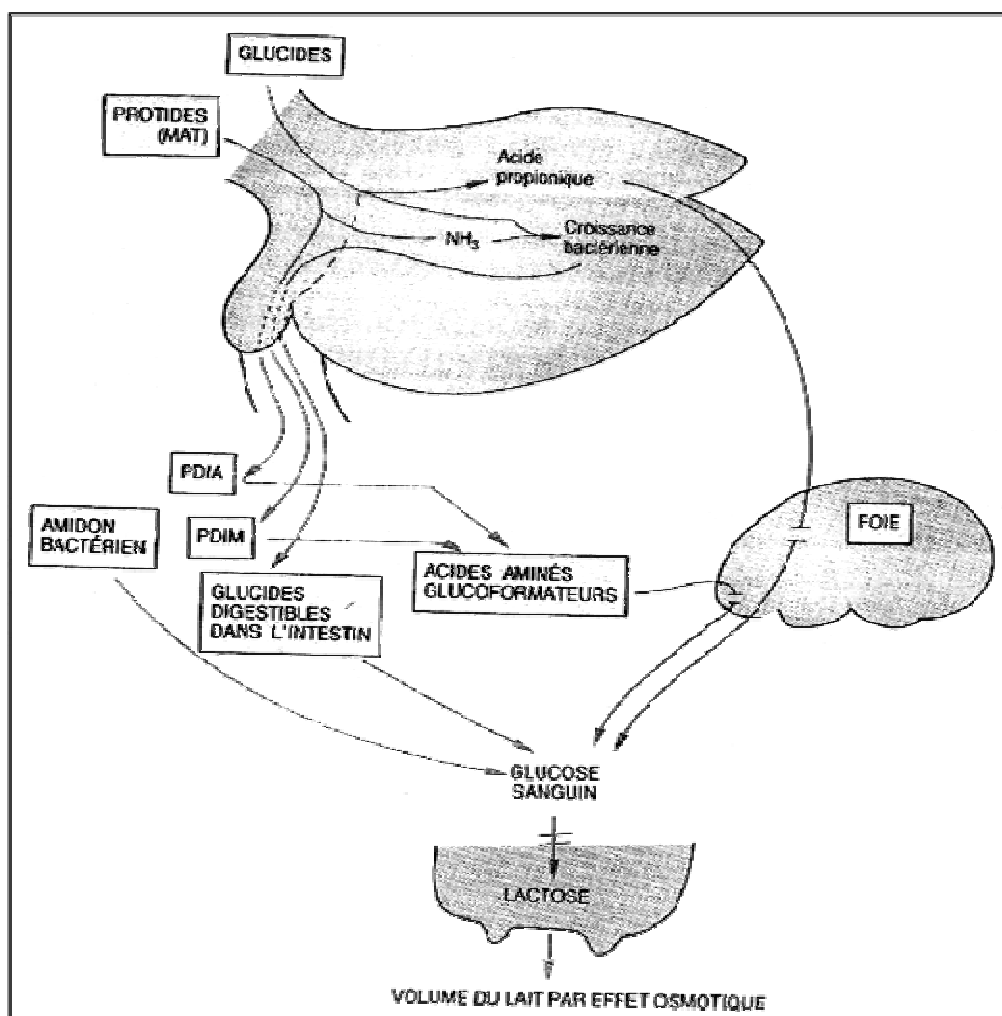 GLUCIDES
PROTIDES
(MAT)
Acide
propionique
NH3
Croissance
bactérienne
PDIA
AMIDON
BACTÉRIEN
PDIM
GLUCIDES
DIGESTIBLES
DANS L'INTESTIN
ACIDES AMINÉS
GLUCOFORMATEURS
FOIE
GLUCOSE
SANGUIN
LACTOSE
VOLUME DU LAIT PAR EFFET OSMOTIQUE